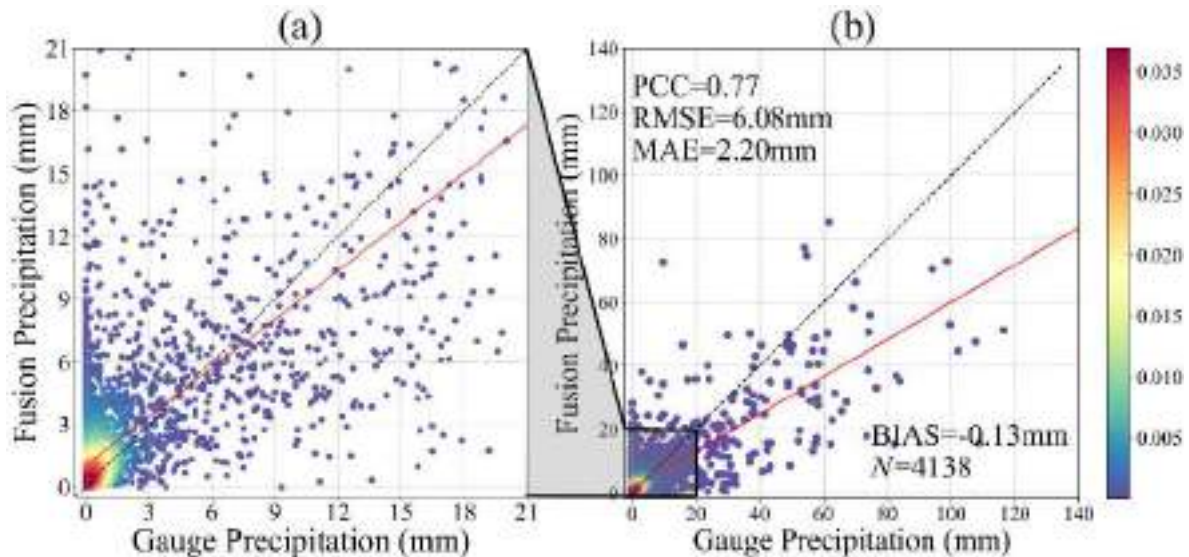 (a)
21
18
15
12
9
6
3
0
Fusion Precipitation (mm)
0 3 6 9 12 15 18 21
Gauge Precipitation (mm)
(b)
140
120
100
80
60
40
20
0
Fusion Precipitation (mm)
PCC=0.77
RMSE=6.08mm
MAE=2.20mm
BIAS=-0.13mm
N=4138
0 20 40 60 80 100 120 140
Gauge Precipitation (mm)
0.035
0.030
0.025
0.020
0.015
0.010
0.005